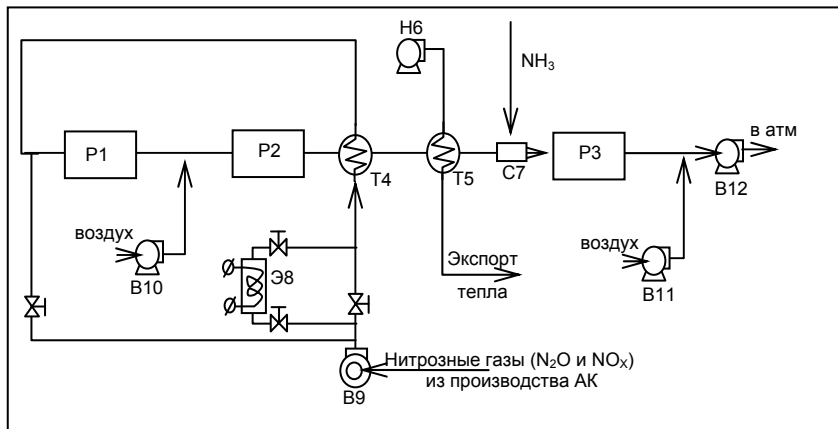 Н6
NH₃
Р1
Р2
Р3
в атм
Т4
Т5
С7
В12
воздух
В10
Э8
Экспорт
тепла
воздух
В11
Нитрозные газы (N₂O и NOₓ)
из производства АК
В9